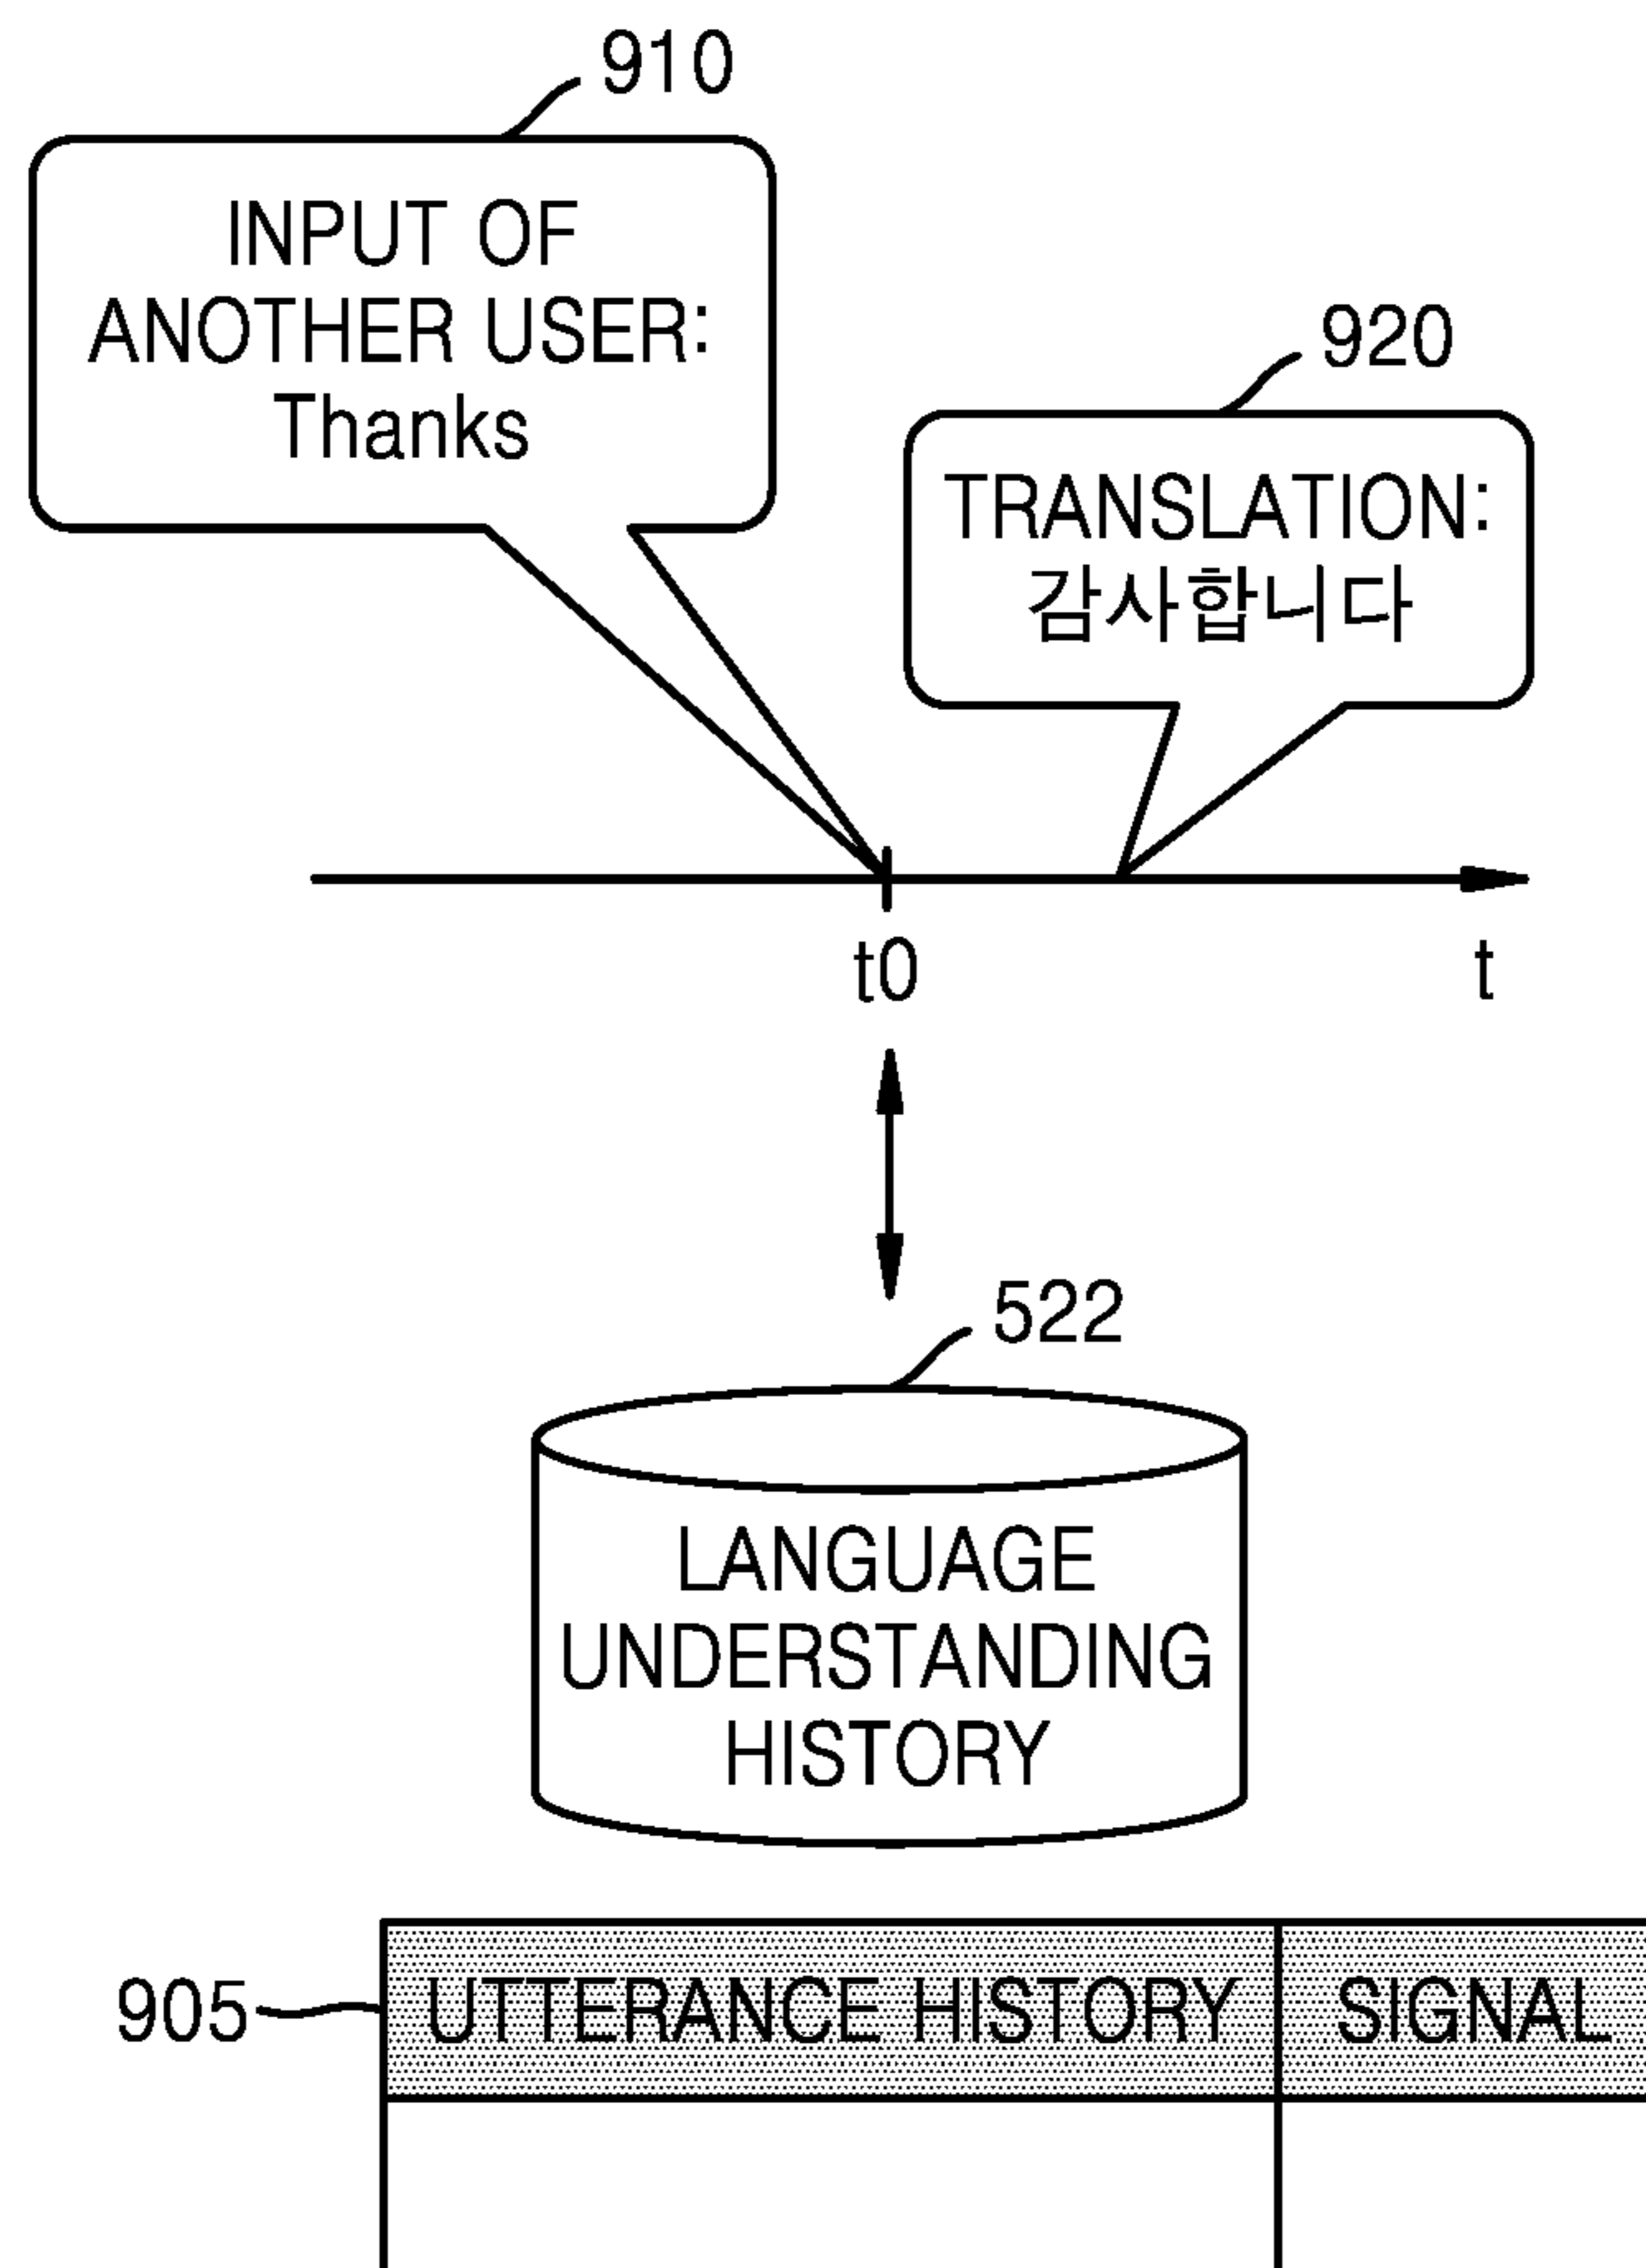 910
INPUT OF
ANOTHER USER:
Thanks
920
TRANSLATION:
감사합니다
t0
t
522
LANGUAGE
UNDERSTANDING
HISTORY
905
UTTERANCE HISTORY
SIGNAL